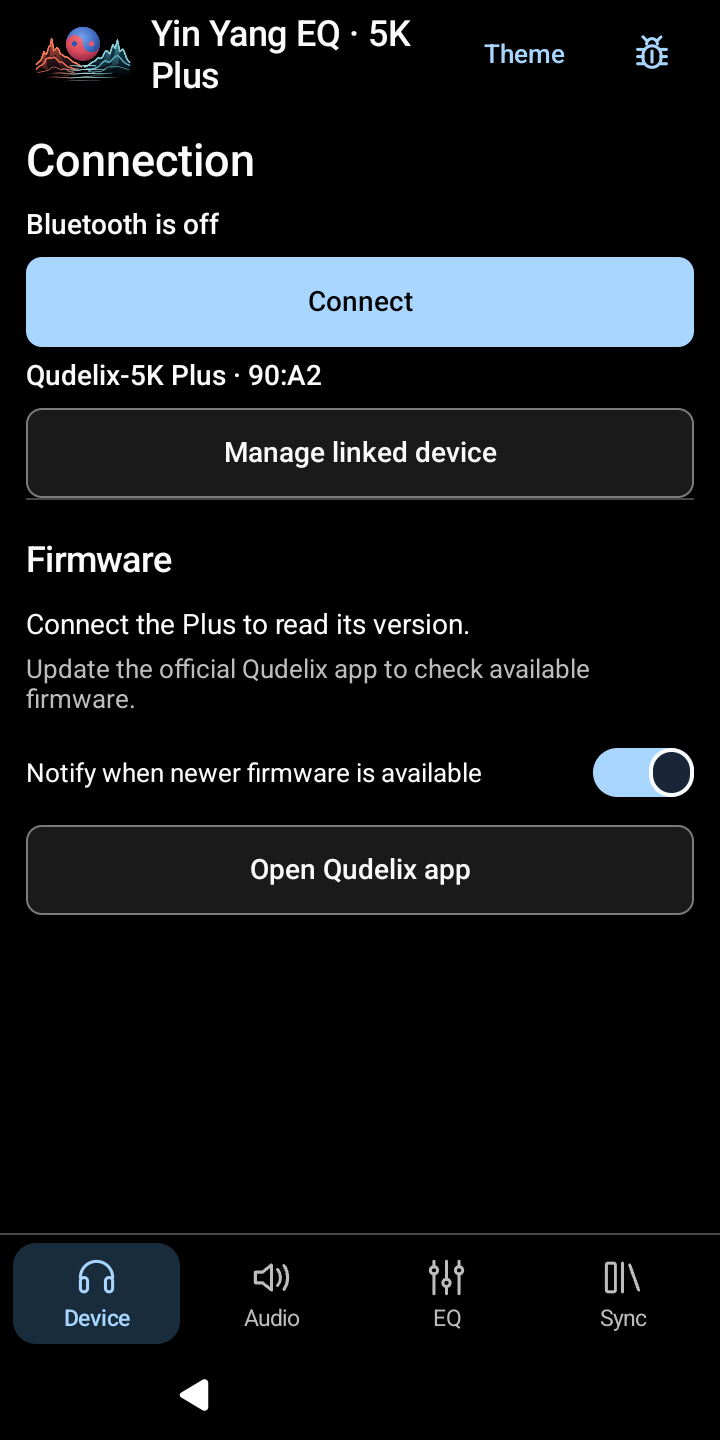 Yin Yang EQ · 5K
Plus
Theme
Connection
Bluetooth is off
Connect
Qudelix-5K Plus · 90:A2
Manage linked device
Firmware
Connect the Plus to read its version.
Update the official Qudelix app to check available
firmware.
Notify when newer firmware is available
Open Qudelix app
Device
Audio
EQ
Sync